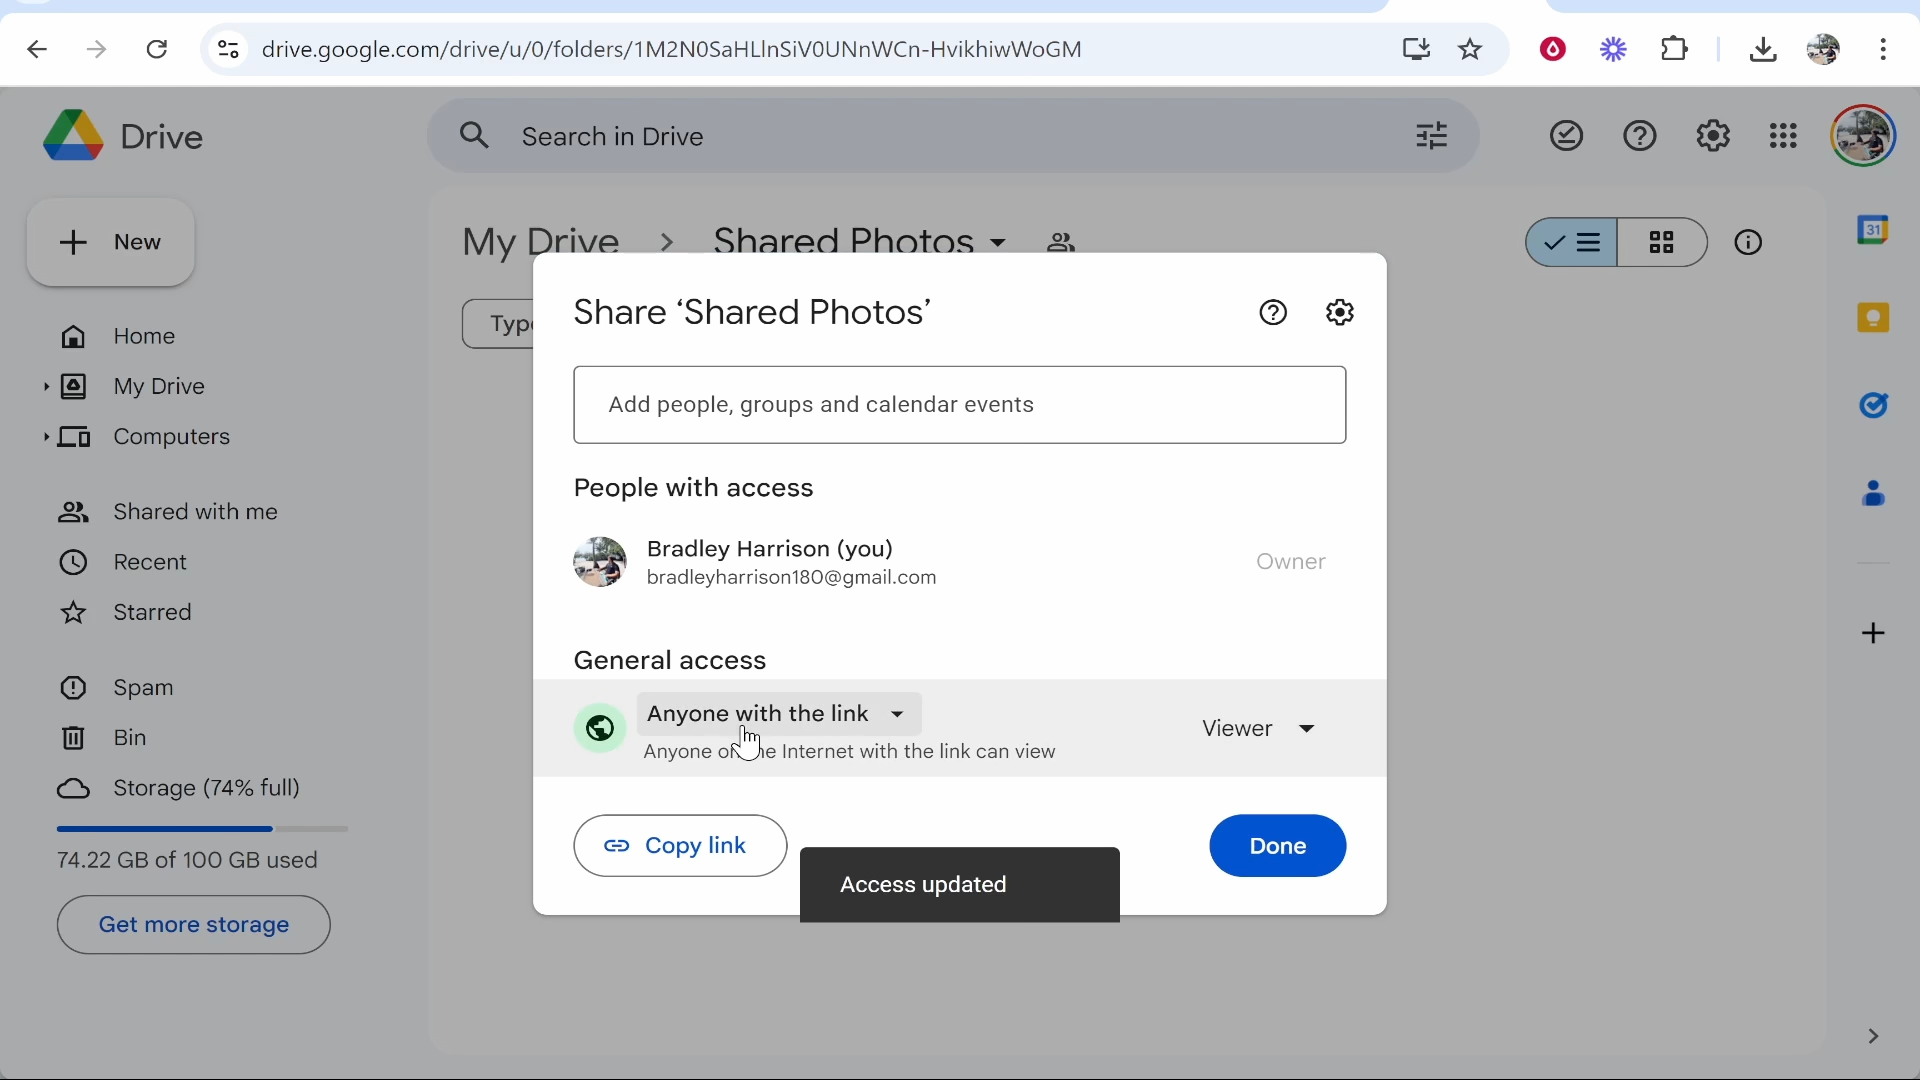 drive.google.com/drive/u/0/folders/1M2N0SaHLlnSiV0UNnWCn-HvikhiwWoGM
Drive
Search in Drive
New
My Drive > Shared Photos
31
Home
My Drive
Computers
Shared with me
Recent
Starred
Spam
Bin
Storage (74% full)
74.22 GB of 100 GB used
Get more storage
Type
Share ‘Shared Photos’
Add people, groups and calendar events
People with access
Bradley Harrison (you)
bradleyharrison180@gmail.com
Owner
General access
Anyone with the link
Anyone on the Internet with the link can view
Viewer
Copy link
Done
Access updated